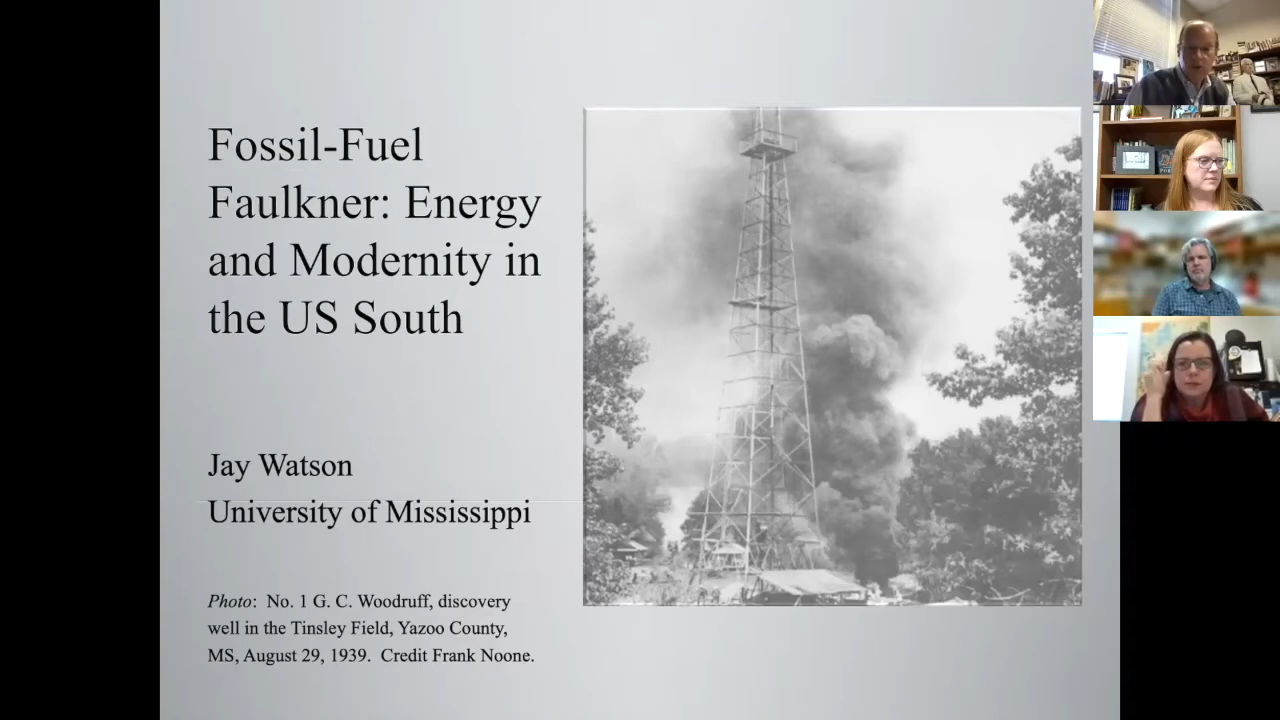 Fossil-Fuel
Faulkner: Energy
and Modernity in
the US South
Jay Watson
University of Mississippi
Photo:  No. 1 G. C. Woodruff, discovery
well in the Tinsley Field, Yazoo County,
MS, August 29, 1939.  Credit Frank Noone.